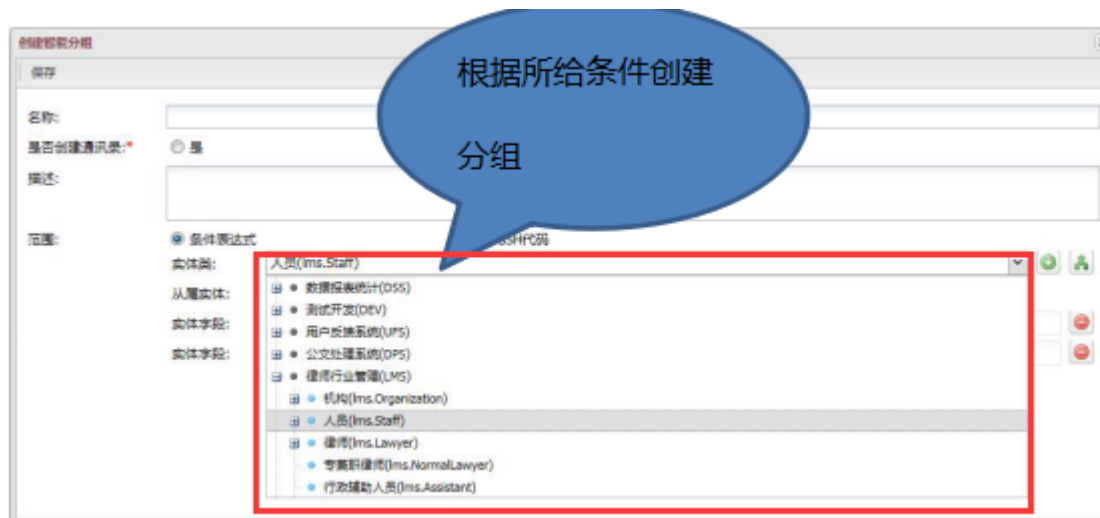 创建智能分组
保存
根据所给条件创建
分组
名称:
是否创建通讯录:* 是
描述:
范围: 条件表达式 SH代码
实体类: 人员(lms.Staff)
从属实体:
实体字段:
实体字段:
数据报表统计(DSS)
测试开发(DEV)
用户反馈系统(UFS)
公文处理系统(DPS)
律师行业管理(LMS)
机构(lms.Organization)
人员(lms.Staff)
律师(lms.Lawyer)
专兼职律师(lms.NormalLawyer)
行政辅助人员(lms.Assistant)